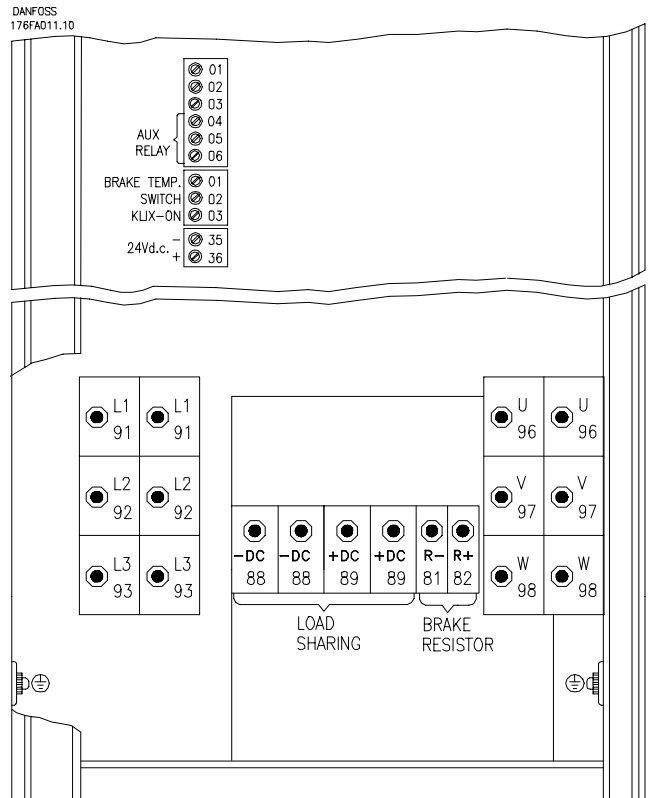 DANFOSS
176FA011.10
01
02
03
04
AUX 05
RELAY 06
BRAKE TEMP. 01
SWITCH 02
KLIX-ON 03
24Vd.c. - 35
+ 36
L1 L1 U U
91 91 96 96
L2 L2 V V
92 92 97 97
-DC -DC +DC +DC R- R+
88 88 89 89 81 82
L3 L3 W W
93 93 98 98
LOAD BRAKE
SHARING RESISTOR